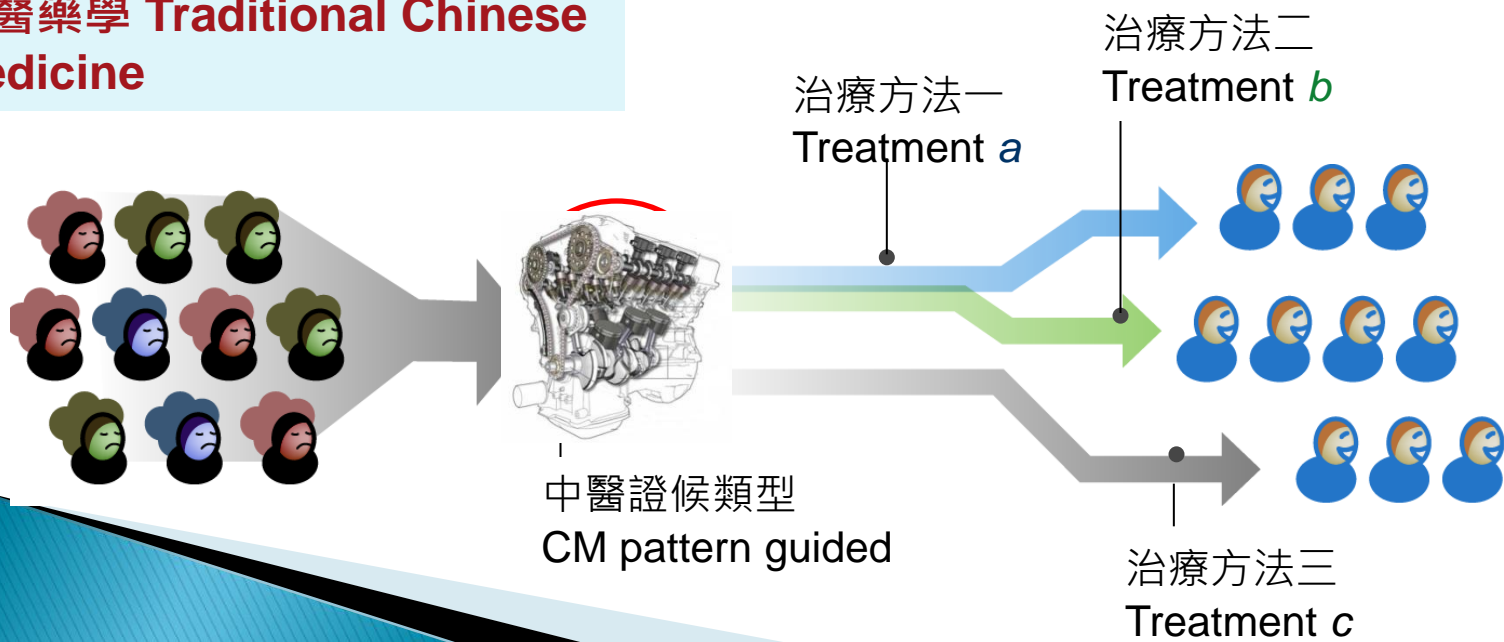 醫藥學 Traditional Chinese
edicine
治療方法一
Treatment a
治療方法二
Treatment b
中醫證候類型
CM pattern guided
治療方法三
Treatment c